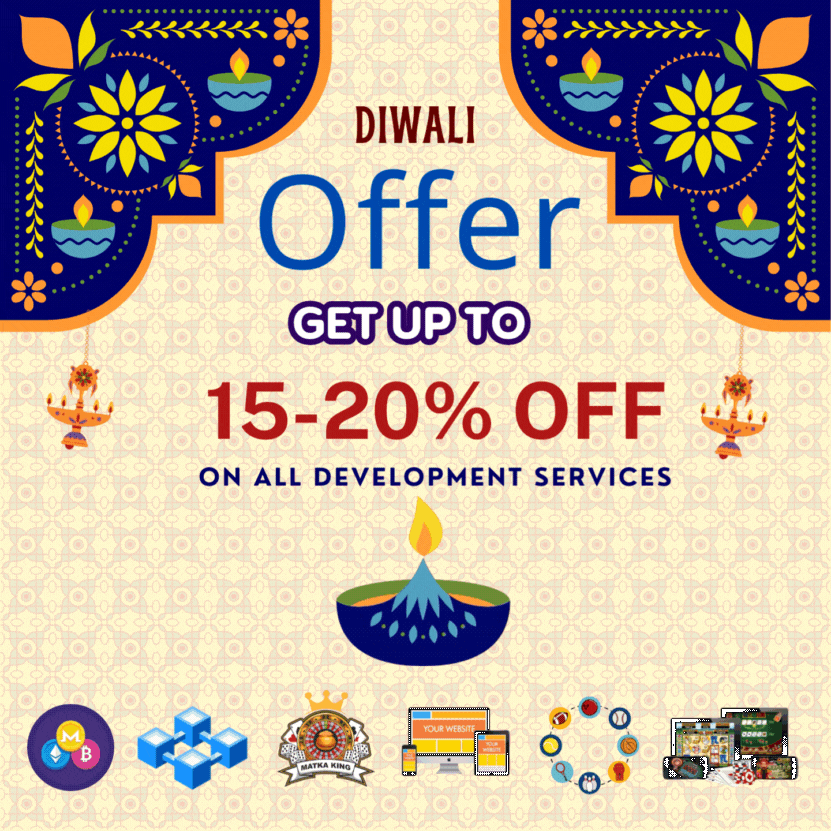 DIWALI
Offer
GET UP TO
15-20% OFF
ON ALL DEVELOPMENT SERVICES
MATKA KING
YOUR WEBSITE
YOUR WEBSITE